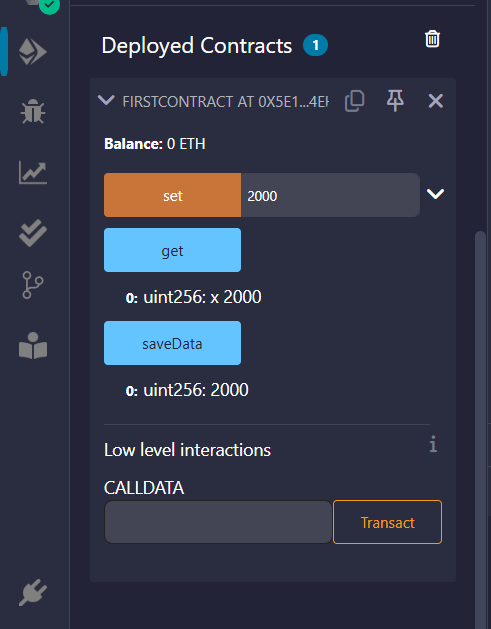 Deployed Contracts 1
FIRSTCONTRACT AT 0X5E1...4EF
Balance: 0 ETH
set 2000
get
0: uint256: x 2000
saveData
0: uint256: 2000
Low level interactions
CALLDATA
Transact